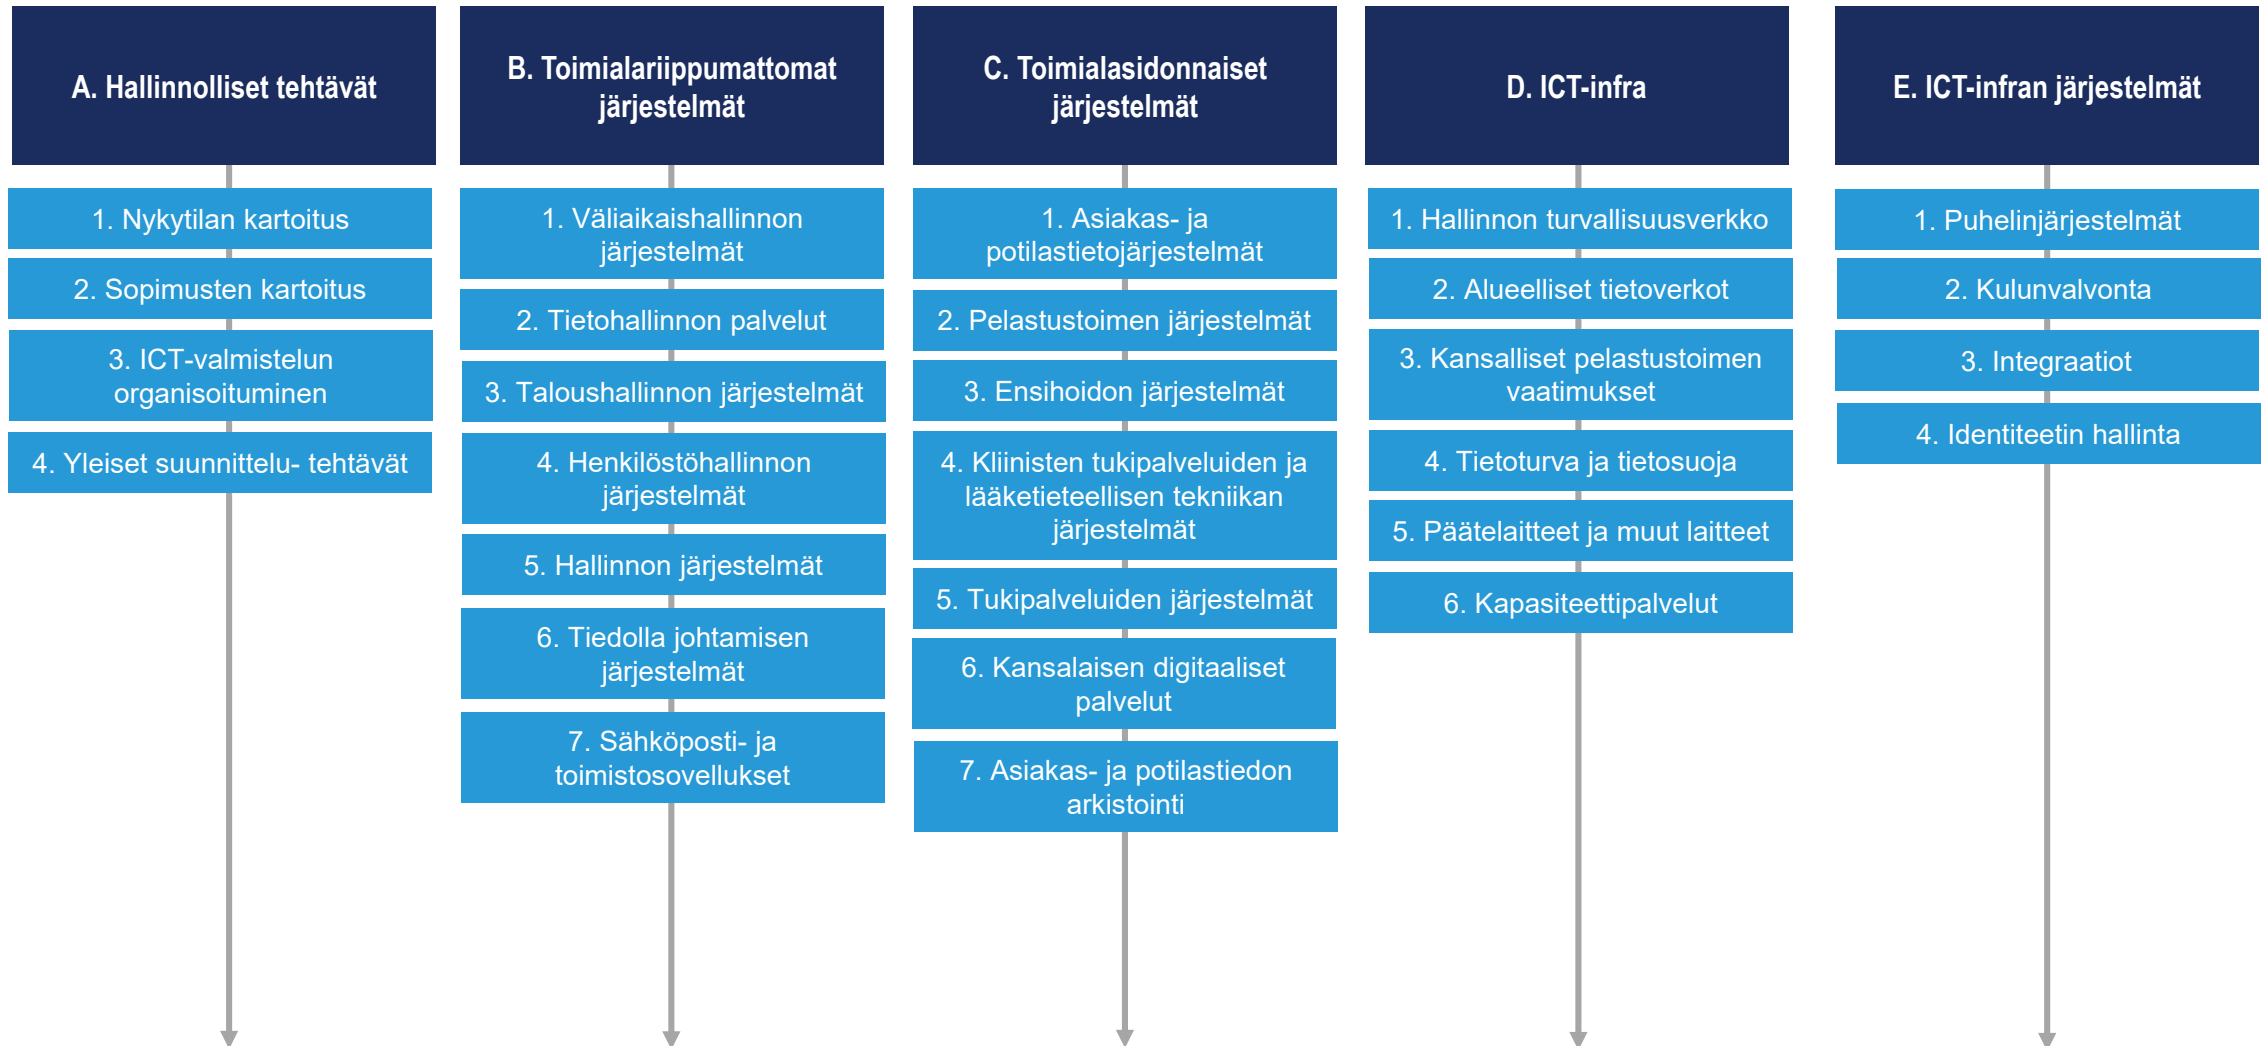 A. Hallinnolliset tehtävät
1. Nykytilan kartoitus
2. Sopimusten kartoitus
3. ICT-valmistelun
organisoituminen
4. Yleiset suunnittelu- tehtävät
B. Toimialariippumattomat
järjestelmät
1. Väliaikaishallinnon
järjestelmät
2. Tietohallinnon palvelut
3. Taloushallinnon järjestelmät
4. Henkilöstöhallinnon
järjestelmät
5. Hallinnon järjestelmät
6. Tiedolla johtamisen
järjestelmät
7. Sähköposti- ja
toimistosovellukset
C. Toimialasidonnaiset
järjestelmät
1. Asiakas- ja
potilastietojärjestelmät
2. Pelastustoimen järjestelmät
3. Ensihoidon järjestelmät
4. Kliinisten tukipalveluiden ja
lääketieteellisen tekniikan
järjestelmät
5. Tukipalveluiden järjestelmät
6. Kansalaisen digitaaliset
palvelut
7. Asiakas- ja potilastiedon
arkistointi
D. ICT-infra
1. Hallinnon turvallisuusverkko
2. Alueelliset tietoverkot
3. Kansalliset pelastustoimen
vaatimukset
4. Tietoturva ja tietosuoja
5. Päätelaitteet ja muut laitteet
6. Kapasiteettipalvelut
E. ICT-infran järjestelmät
1. Puhelinjärjestelmät
2. Kulunvalvonta
3. Integraatiot
4. Identiteetin hallinta